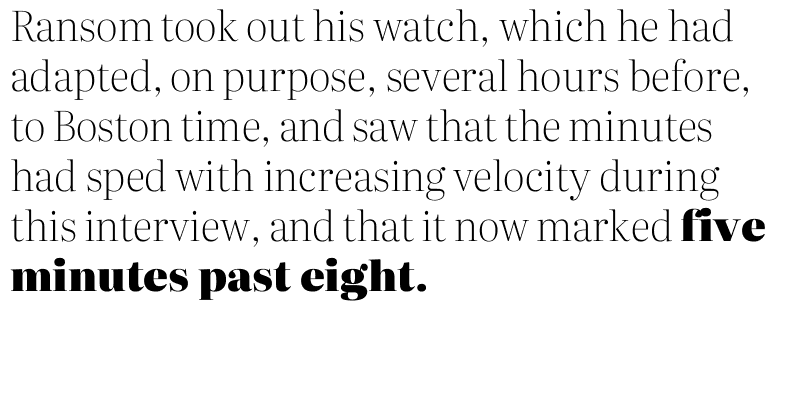 Ransom took out his watch, which he had
adapted, on purpose, several hours before,
to Boston time, and saw that the minutes
had sped with increasing velocity during
this interview, and that it now marked five
minutes past eight.